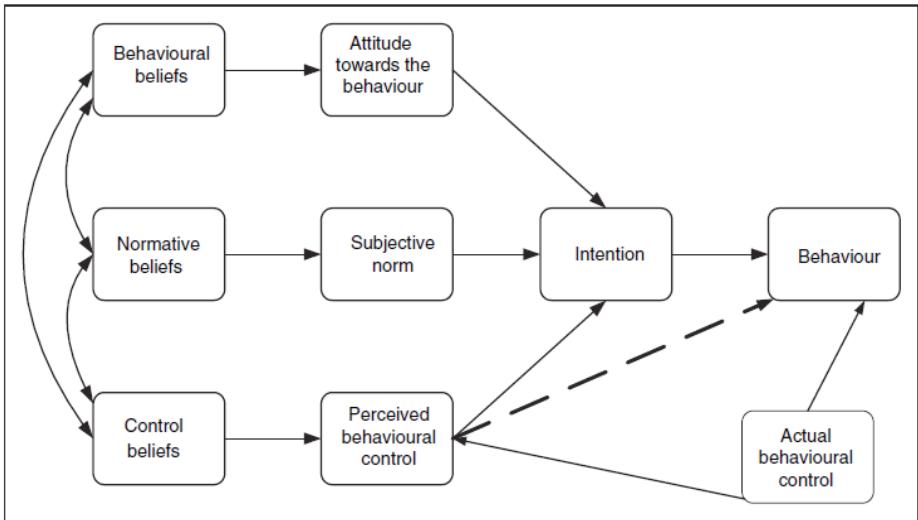 Behavioural
beliefs
Attitude
towards the
behaviour
Normative
beliefs
Subjective
norm
Intention
Behaviour
Control
beliefs
Perceived
behavioural
control
Actual
behavioural
control